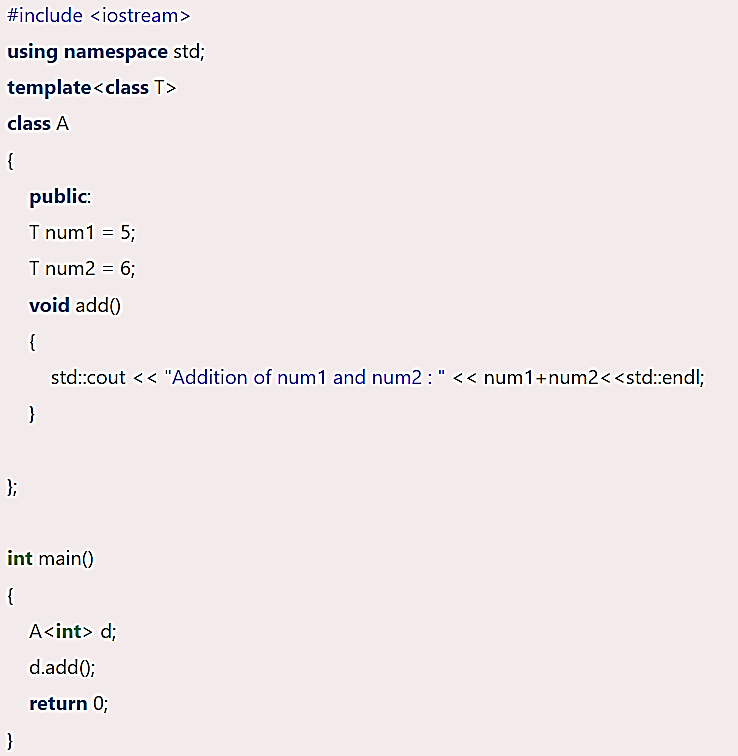 #include <iostream>
using namespace std;
template<class T>
class A
{
public:
T num1 = 5;
T num2 = 6;
void add()
{
std::cout << "Addition of num1 and num2 : " << num1+num2<<std::endl;
}
};
int main()
{
A<int> d;
d.add();
return 0;
}